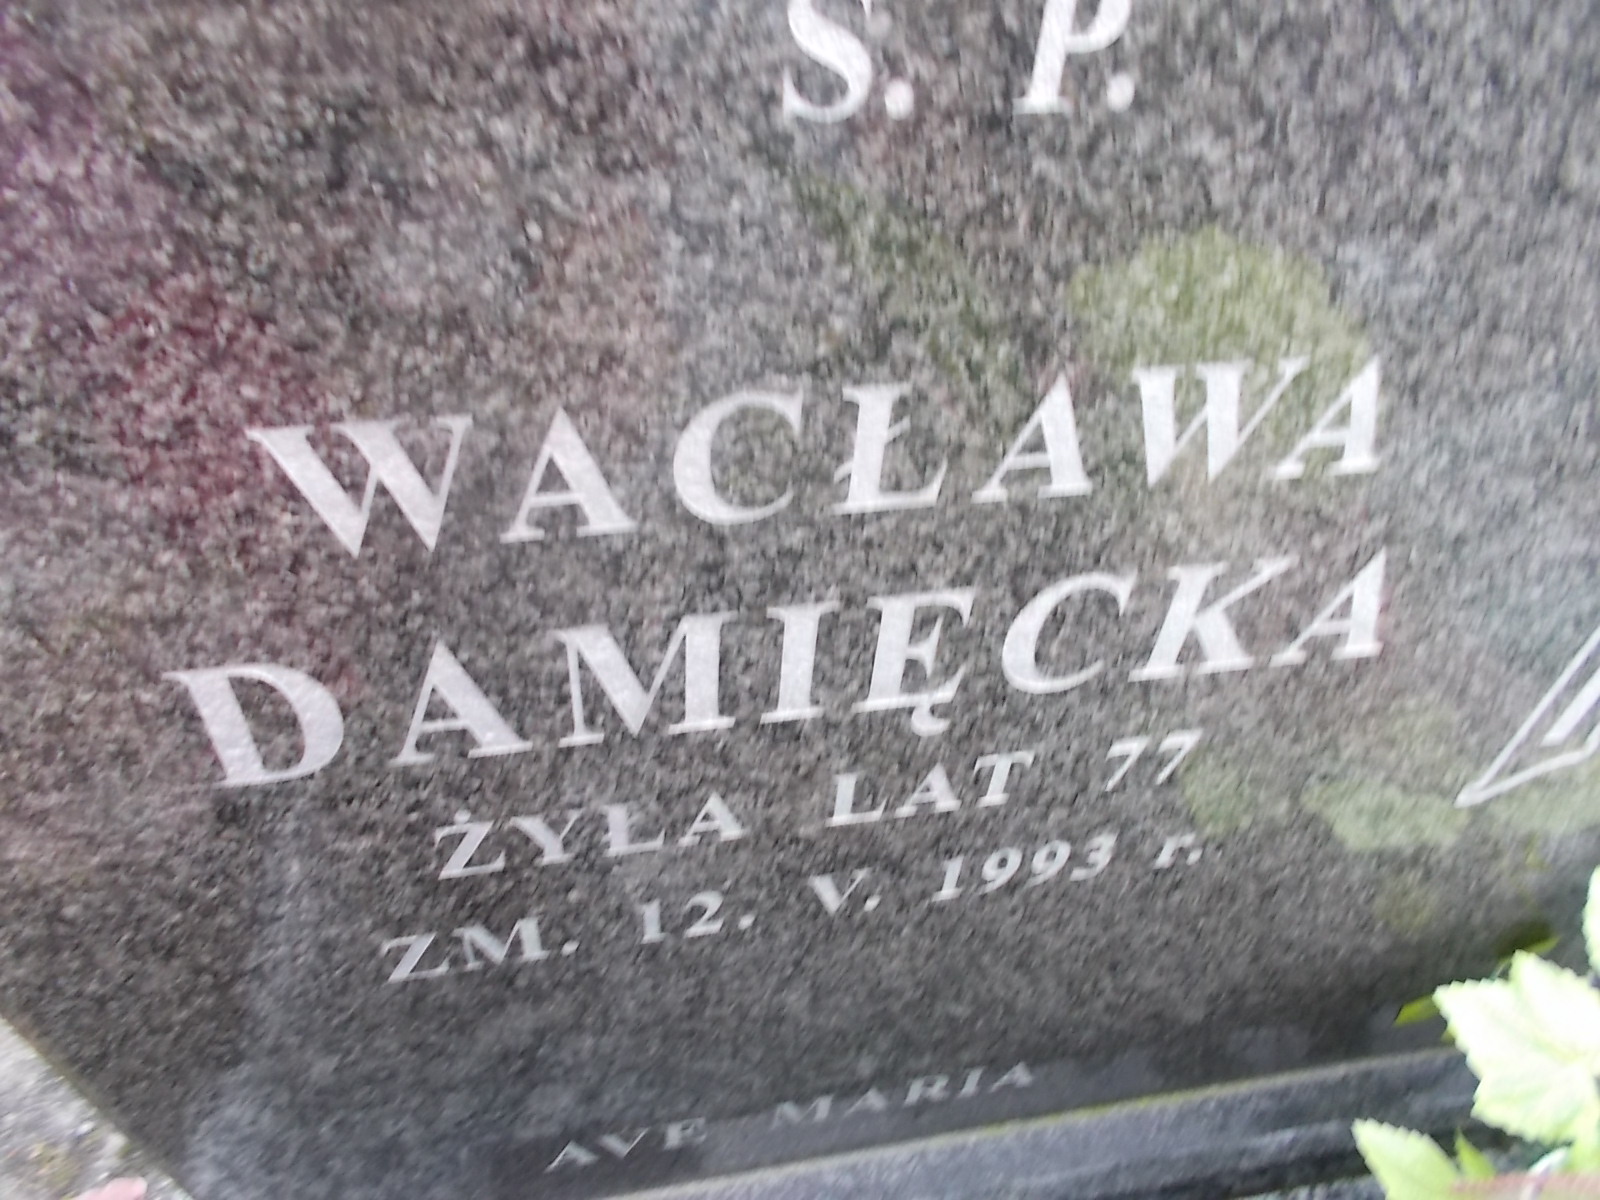 S. P.
WACŁAWA
DAMIĘCKA
ŻYŁA LAT 77
ZM. 12. V. 1993 r.
AVE MARIA